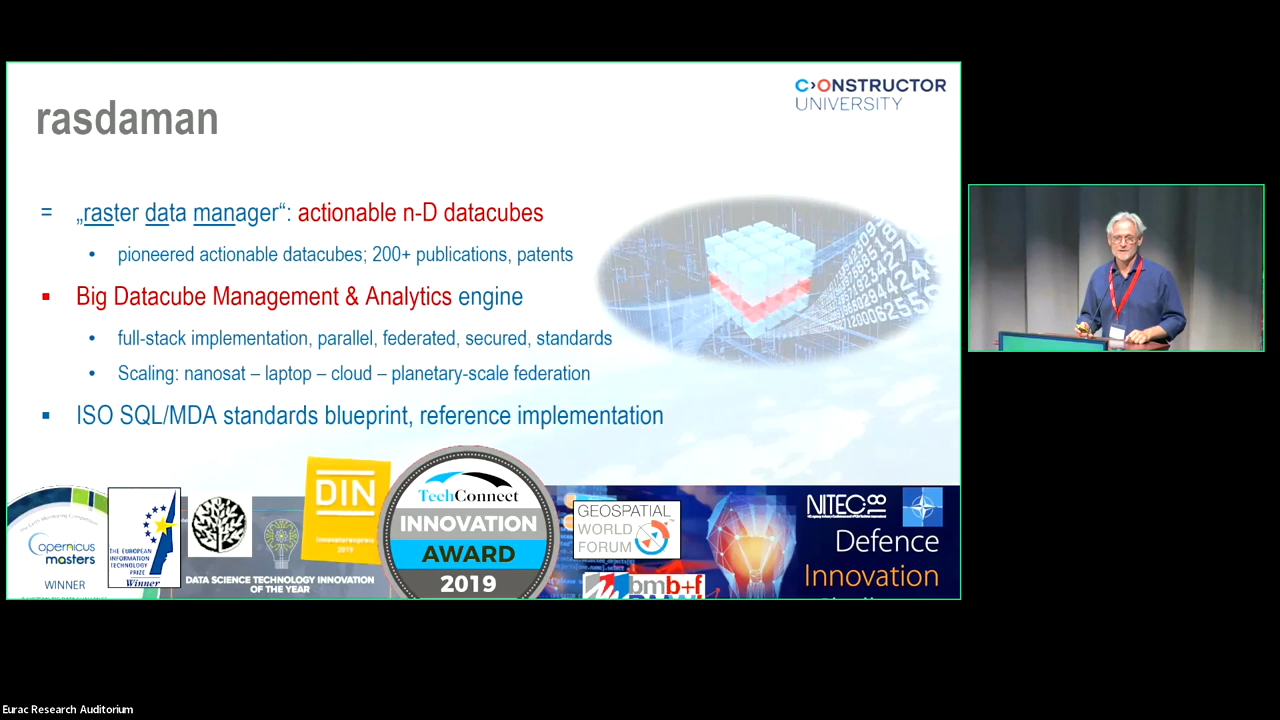 CONSTRUCTOR
UNIVERSITY
rasdaman
= „raster data manager“: actionable n-D datacubes
• pioneered actionable datacubes; 200+ publications, patents
▪ Big Datacube Management & Analytics engine
• full-stack implementation, parallel, federated, secured, standards
• Scaling: nanosat – laptop – cloud – planetary-scale federation
▪ ISO SQL/MDA standards blueprint, reference implementation
Copernicus
masters
WINNER
THE EUROPEAN
INFORMATION
TECHNOLOGY
PRIZE
Winner
DATA SCIENCE TECHNOLOGY INNOVATION
OF THE YEAR
DIN
2019
TechConnect
INNOVATION
AWARD
2019
GEOSPATIAL
WORLD
FORUM
bmb+f
NITEC18
Defence
Innovation
Eurac Research Auditorium